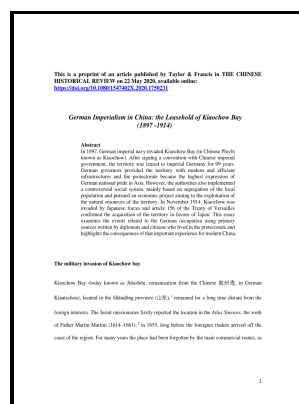 This is a preprint of an article published by Taylor & Francis in THE CHINESE
HISTORICAL REVIEW on 22 May 2020, available online:
https://doi.org/10.1080/1547402X.2020.1750231
German Imperialism in China: the Leasehold of Kiaochow Bay
(1897 -1914)
Abstract
In 1897, German imperial navy invaded Kiaochow Bay (in Chinese Pinyin
known as Kiaochow). After signing a convention with Chinese imperial
government, the territory was leased to imperial Germany for 99 years.
German governors provided the territory with modern and efficient
infrastructures and the protectorate became the highest expression of
German national pride in Asia. However, the authorities also implemented
a controversial social system, mainly based on segregation of the local
population and pursued an economic project aiming to the exploitation
of the natural resources of the territory. In November 1914, Kiaochow was
invaded by Japanese forces and article 156 of the Treaty of Versailles
confirmed the acquisition of the territory in favour of Japan. This essay
examines the events related to the German occupation using primary
sources written by diplomats and citizens who lived in the protectorate and
highlights the consequences of that important experience for modern China
The military invasion of Kiaochow bay
Kiaochow Bay (today known as Jiāozhōu, romanization from the Chinese 胶州湾, in German
Kiautschou), located in the Shāndōng province (山东),1 remained for a long time distant from the
foreign interests. The Jesuit missionaries firstly reported the location in the Atlas Sinensis, the work
of Father Martin Martini (1614–1661),2 in 1655, long before the foreigner traders arrived off the
coast of the region. For many years the place had been forgotten by the main commercial routes, as
1